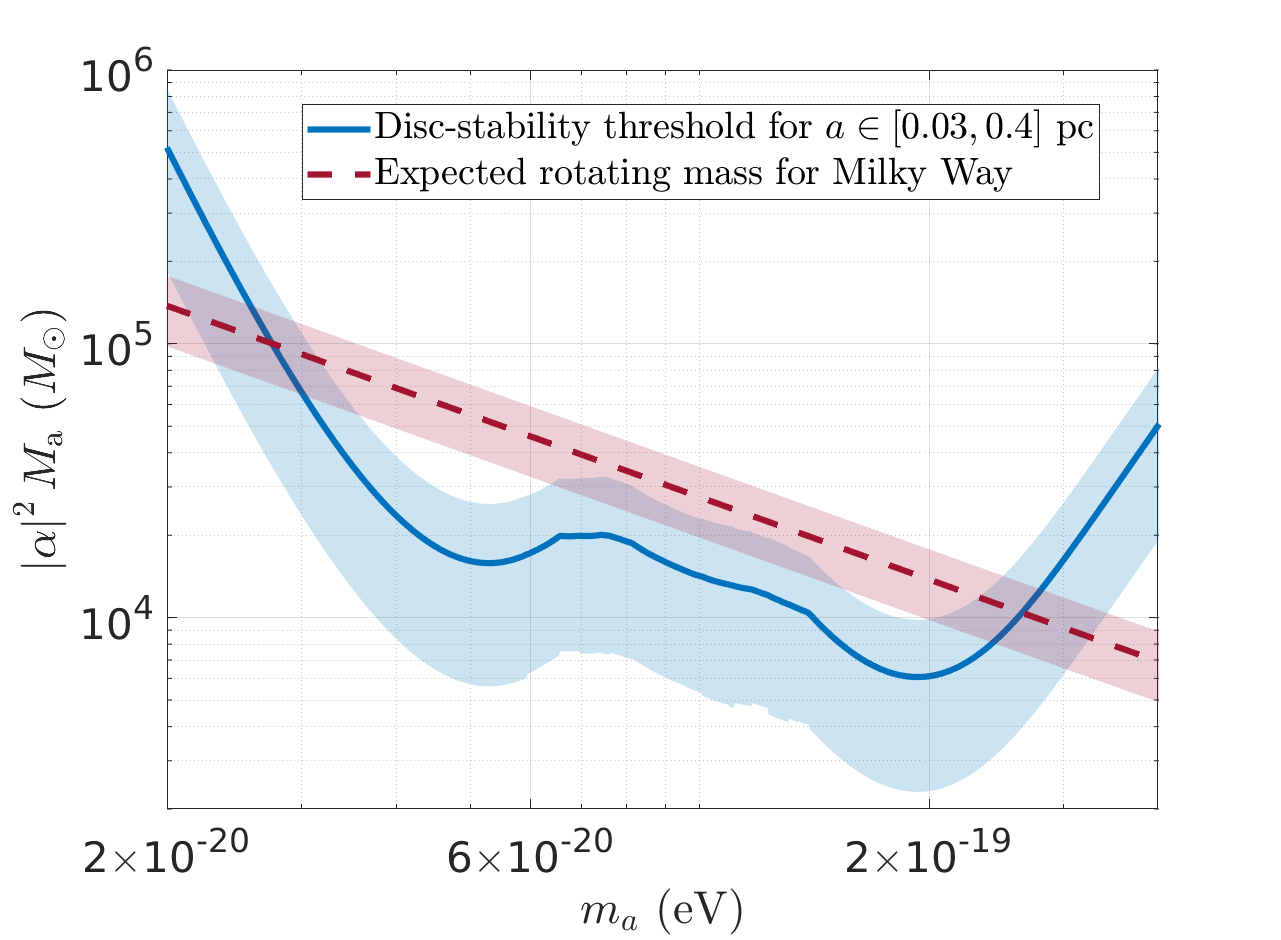 10^6
Disc-stability threshold for a ∈ [0.03, 0.4] pc
Expected rotating mass for Milky Way
10^5
|α|^2 M_a (M_⊙)
10^4
2×10^-20 6×10^-20 2×10^-19
m_a (eV)